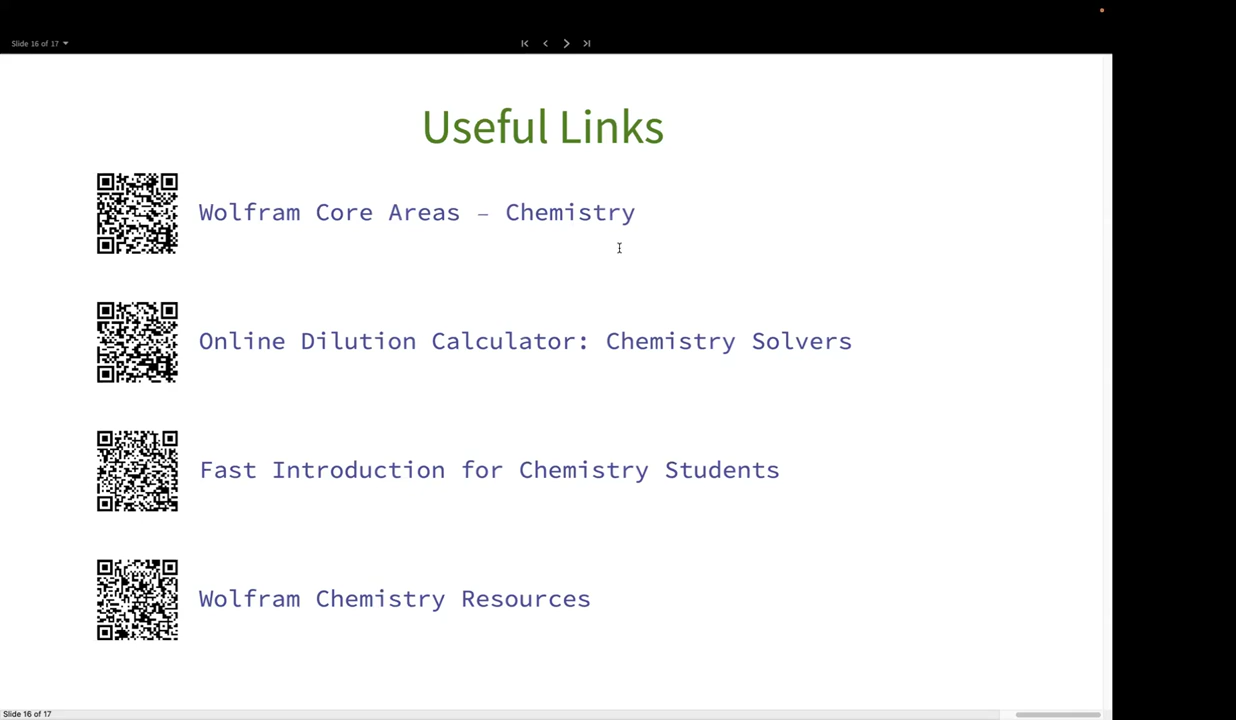 Slide 16 of 17
Useful Links
Wolfram Core Areas – Chemistry
Online Dilution Calculator: Chemistry Solvers
Fast Introduction for Chemistry Students
Wolfram Chemistry Resources
Slide 16 of 17